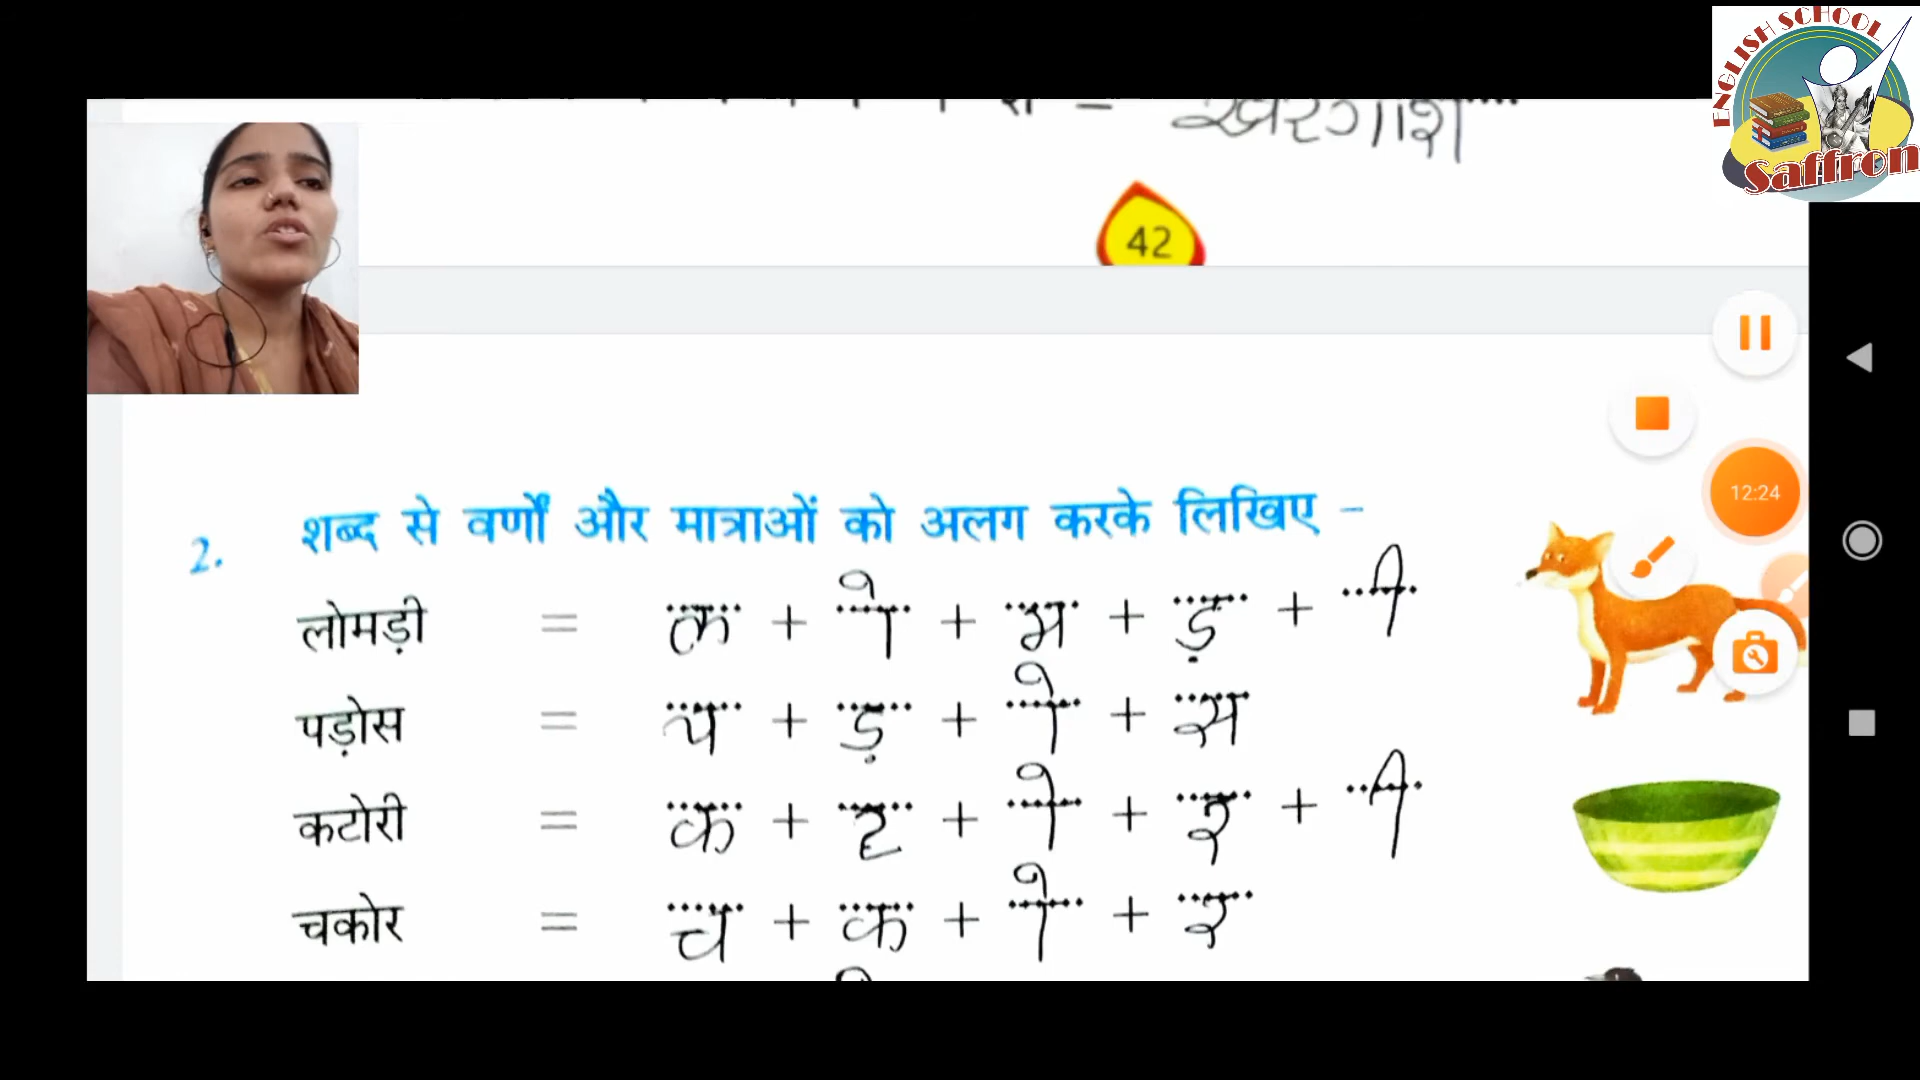 ENGLISH SCHOOL
Saffron
– खरगोश
42
12:24
2. शब्द से वर्णों और मात्राओं को अलग करके लिखिए –
लोमड़ी = ल + ो + म + ड़ + ी
पड़ोस = प + ड़ + ो + स
कटोरी = क + ट + ो + र + ी
चकोर = च + क + ो + र